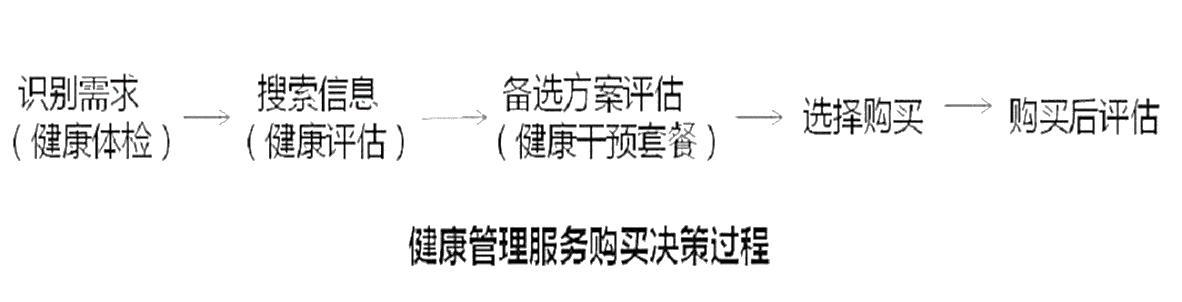 识别需求
（健康体检）
搜索信息
（健康评估）
备选方案评估
（健康干预套餐）
选择购买
购买后评估
健康管理服务购买决策过程